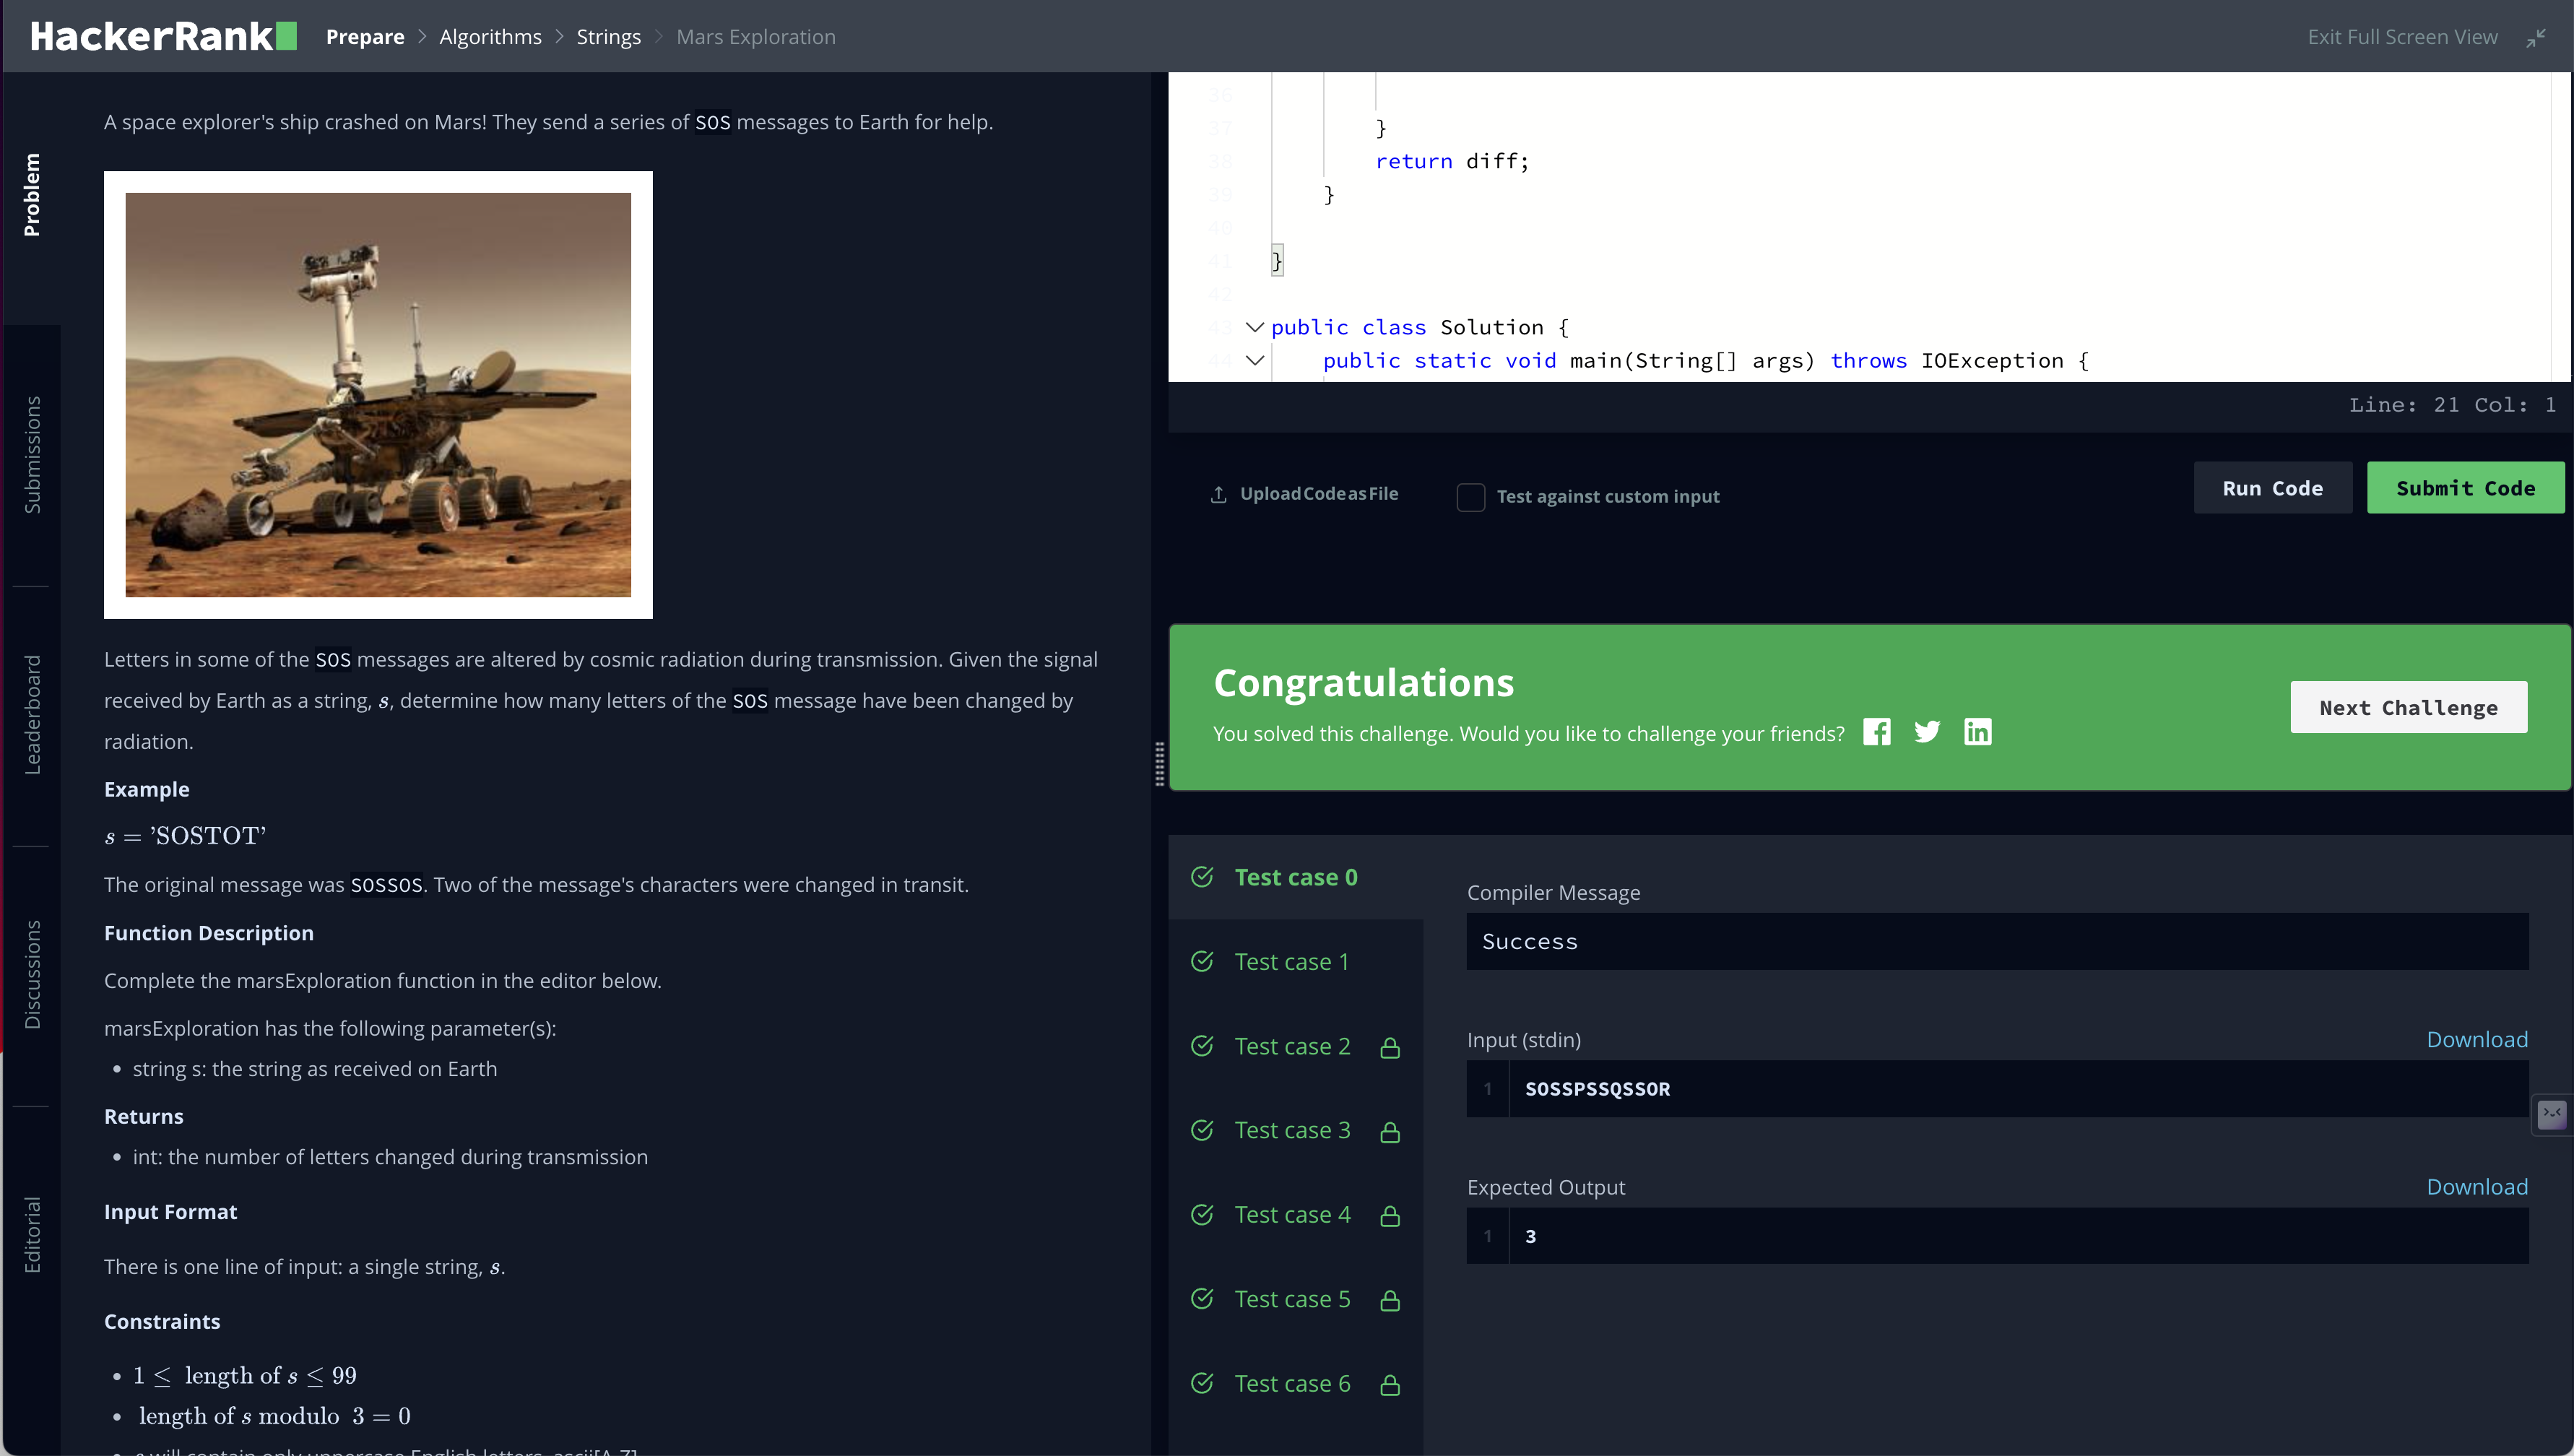 HackerRank
Prepare > Algorithms > Strings > Mars Exploration
Exit Full Screen View
Problem
Submissions
Leaderboard
Discussions
Editorial
A space explorer's ship crashed on Mars! They send a series of SOS messages to Earth for help.
Letters in some of the SOS messages are altered by cosmic radiation during transmission. Given the signal
received by Earth as a string, s, determine how many letters of the SOS message have been changed by
radiation.
Example
s = 'SOSTOT'
The original message was SOSSOS. Two of the message's characters were changed in transit.
Function Description
Complete the marsExploration function in the editor below.
marsExploration has the following parameter(s):
• string s: the string as received on Earth
Returns
• int: the number of letters changed during transmission
Input Format
There is one line of input: a single string, s.
Constraints
• 1 ≤ length of s ≤ 99
• length of s modulo 3 = 0
• s will contain only uppercase English letters, ascii[A-Z]
36
37 }
38 return diff;
39 }
40
41 }
42
43 public class Solution {
44 public static void main(String[] args) throws IOException {
Line: 21 Col: 1
Upload Code as File
Test against custom input
Run Code
Submit Code
Congratulations
You solved this challenge. Would you like to challenge your friends?
Next Challenge
Test case 0
Test case 1
Test case 2
Test case 3
Test case 4
Test case 5
Test case 6
Compiler Message
Success
Input (stdin)
Download
1 SOSSPSSQSSOR
Expected Output
Download
1 3